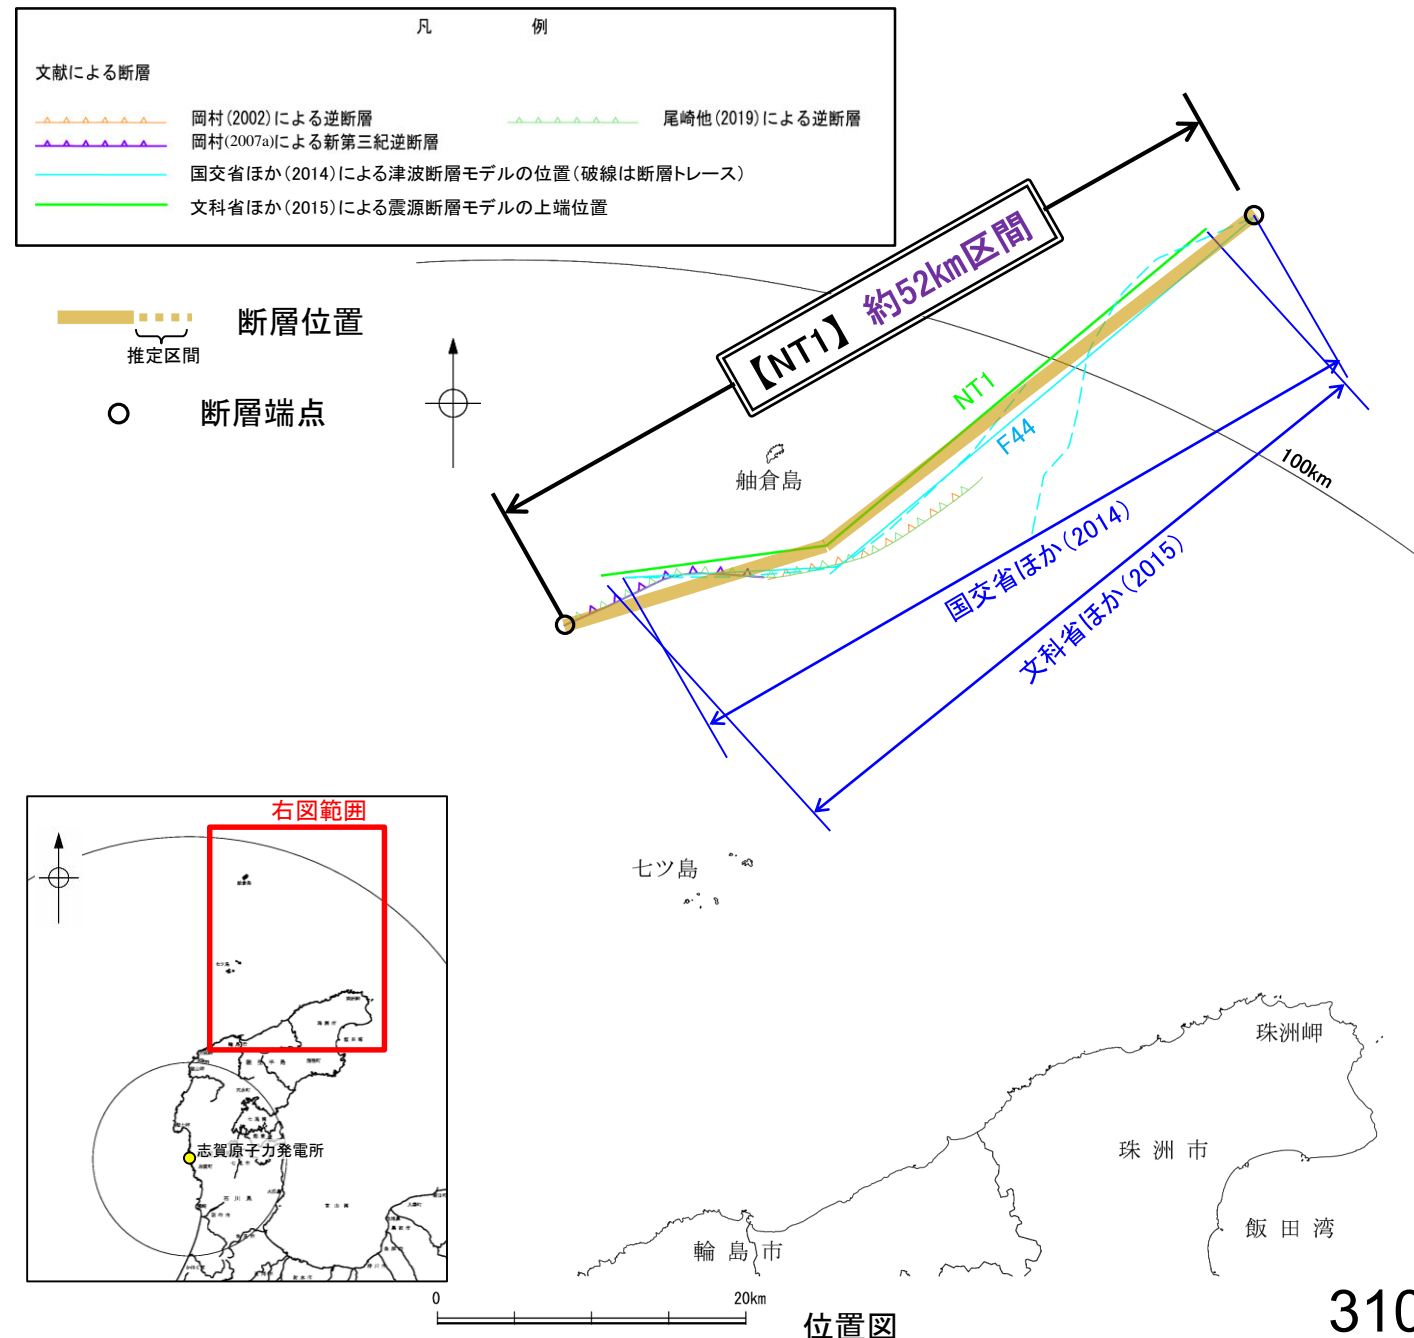 凡 例
文献による断層
岡村(2002)による逆断層
尾崎他(2019)による逆断層
岡村(2007a)による新第三紀逆断層
国交省ほか(2014)による津波断層モデルの位置(破線は断層トレース)
文科省ほか(2015)による震源断層モデルの上端位置
断層位置
推定区間
断層端点
【NT1】 約52km区間
NT1
F44
舳倉島
100km
国交省ほか(2014)
文科省ほか(2015)
七ツ島
右図範囲
舳倉島
七ツ島
志賀原子力発電所
珠洲岬
珠洲市
飯田湾
輪島市
0 20km
位置図
310